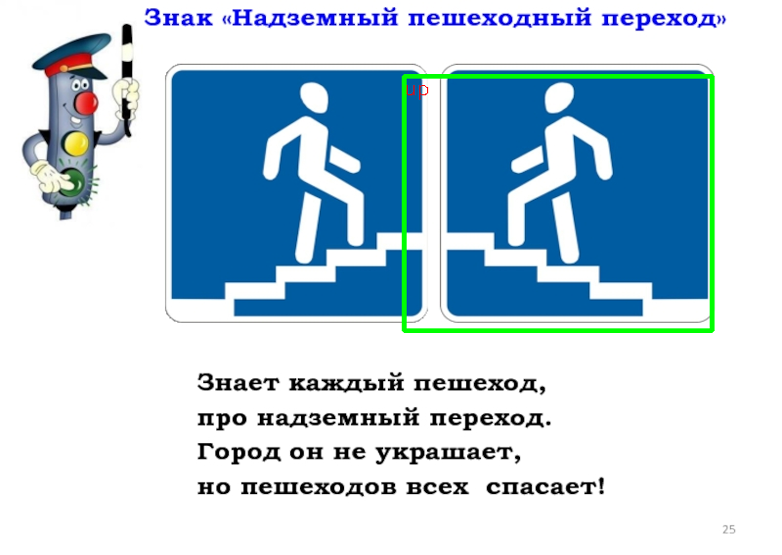 Знак «Надземный пешеходный переход»
up
Знает каждый пешеход,
про надземный переход.
Город он не украшает,
но пешеходов всех спасает!
25